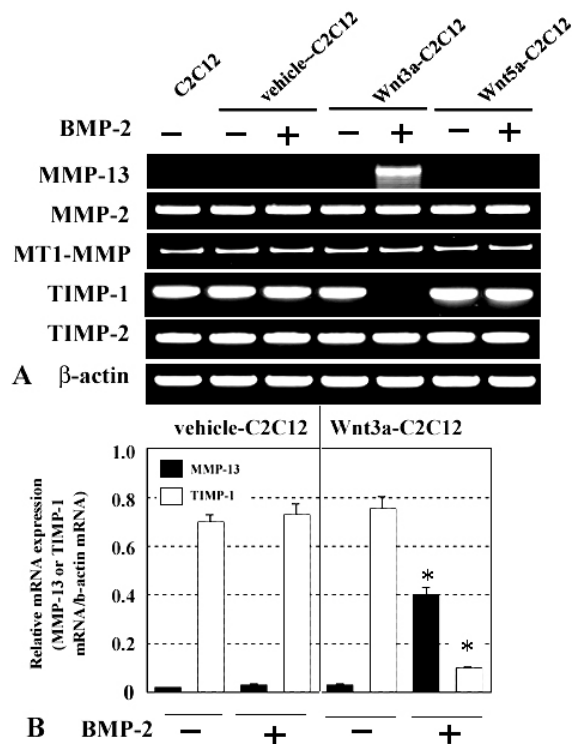 C2C12 vehicle--C2C12 Wnt3a-C2C12 Wnt5a-C2C12
BMP-2 − − + − + − +
MMP-13
MMP-2
MT1-MMP
TIMP-1
TIMP-2
A β-actin
vehicle-C2C12 Wnt3a-C2C12
1.0
MMP-13
TIMP-1
0.8
0.6
0.4
0.2
0
Relative mRNA expression
(MMP-13 or TIMP-1
mRNA/b-actin mRNA)
* *
B BMP-2 − + − +